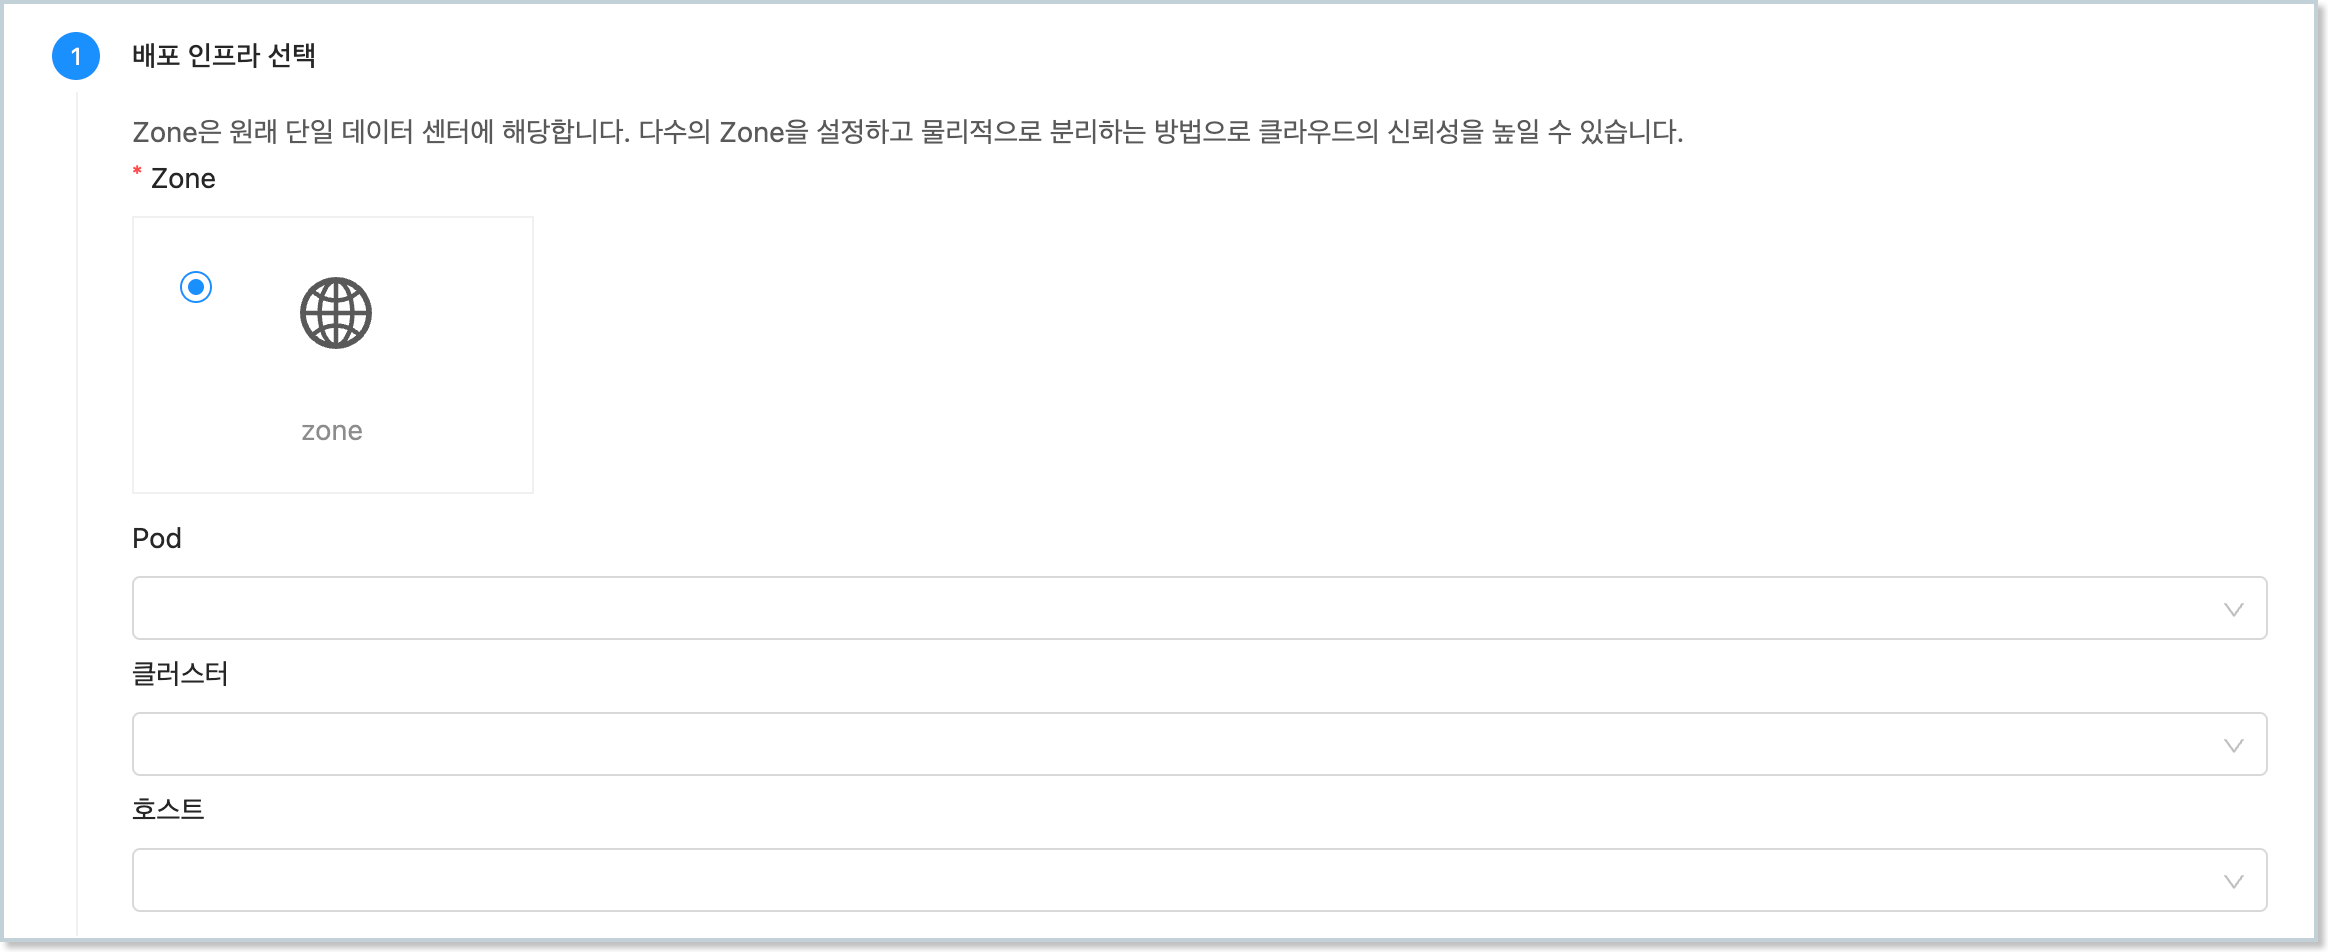 1 배포 인프라 선택
Zone은 원래 단일 데이터 센터에 해당합니다. 다수의 Zone을 설정하고 물리적으로 분리하는 방법으로 클라우드의 신뢰성을 높일 수 있습니다.
* Zone
zone
Pod
클러스터
호스트